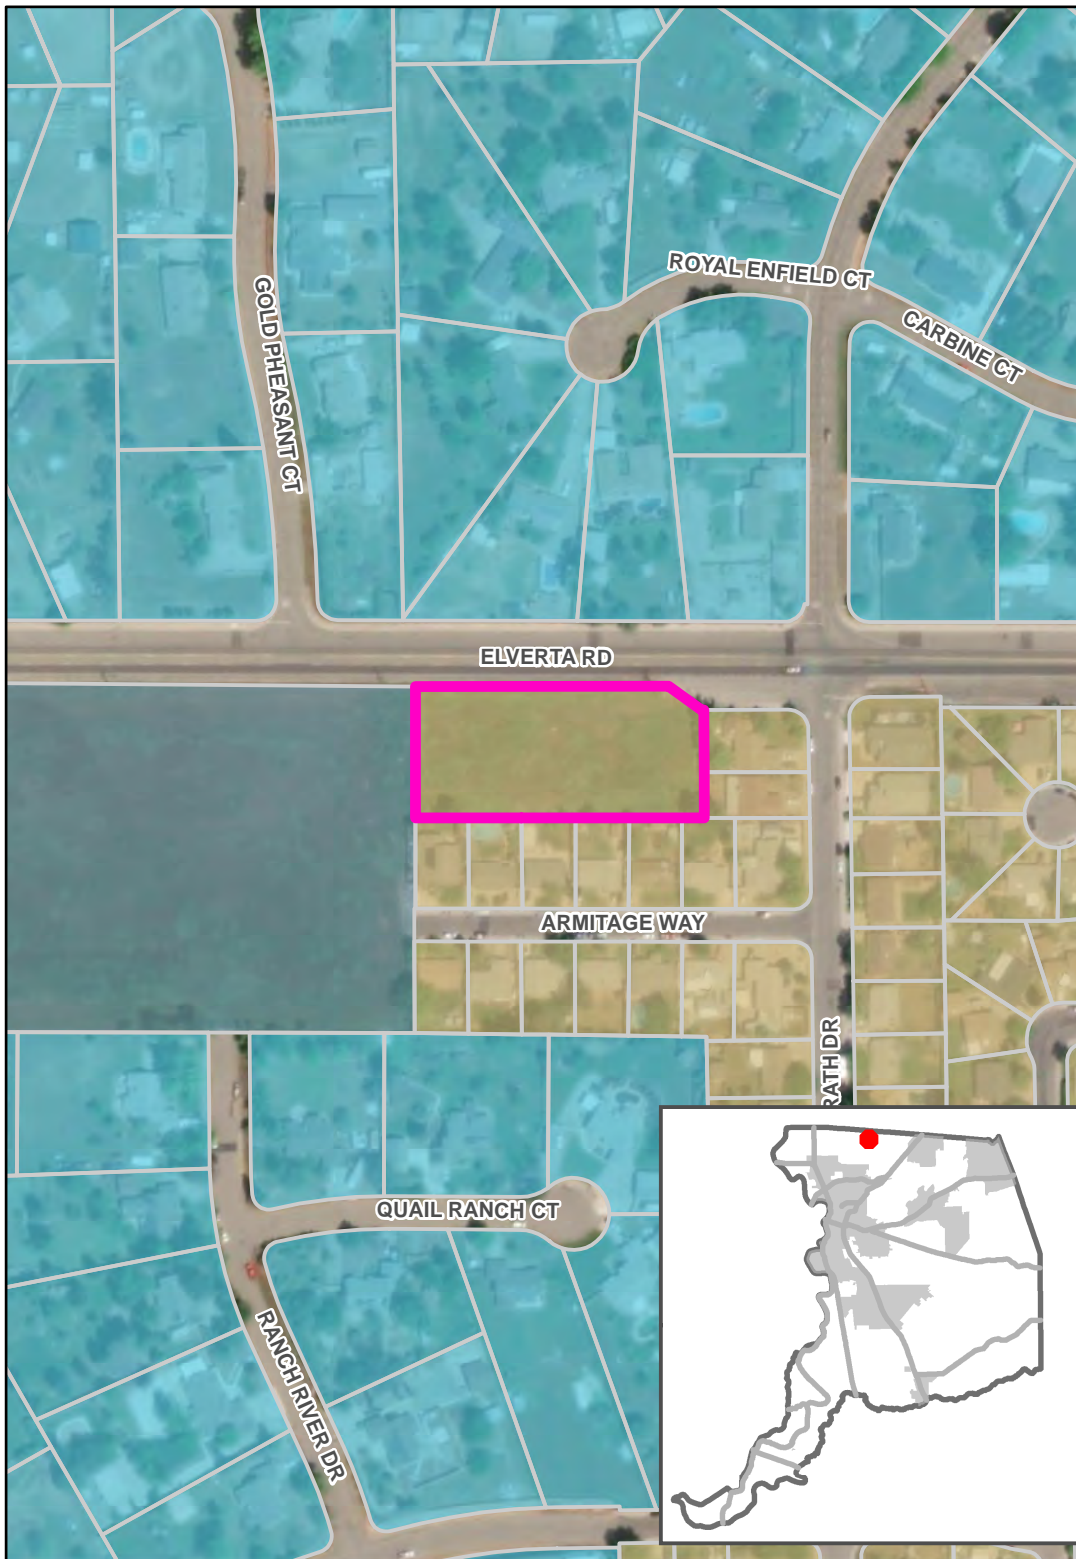 ROYAL ENFIELD CT
GOLD PHEASANT CT
CARBINE CT
ELVERTA RD
ARMITAGE WAY
RATH DR
QUAIL RANCH CT
RANCH RIVER DR